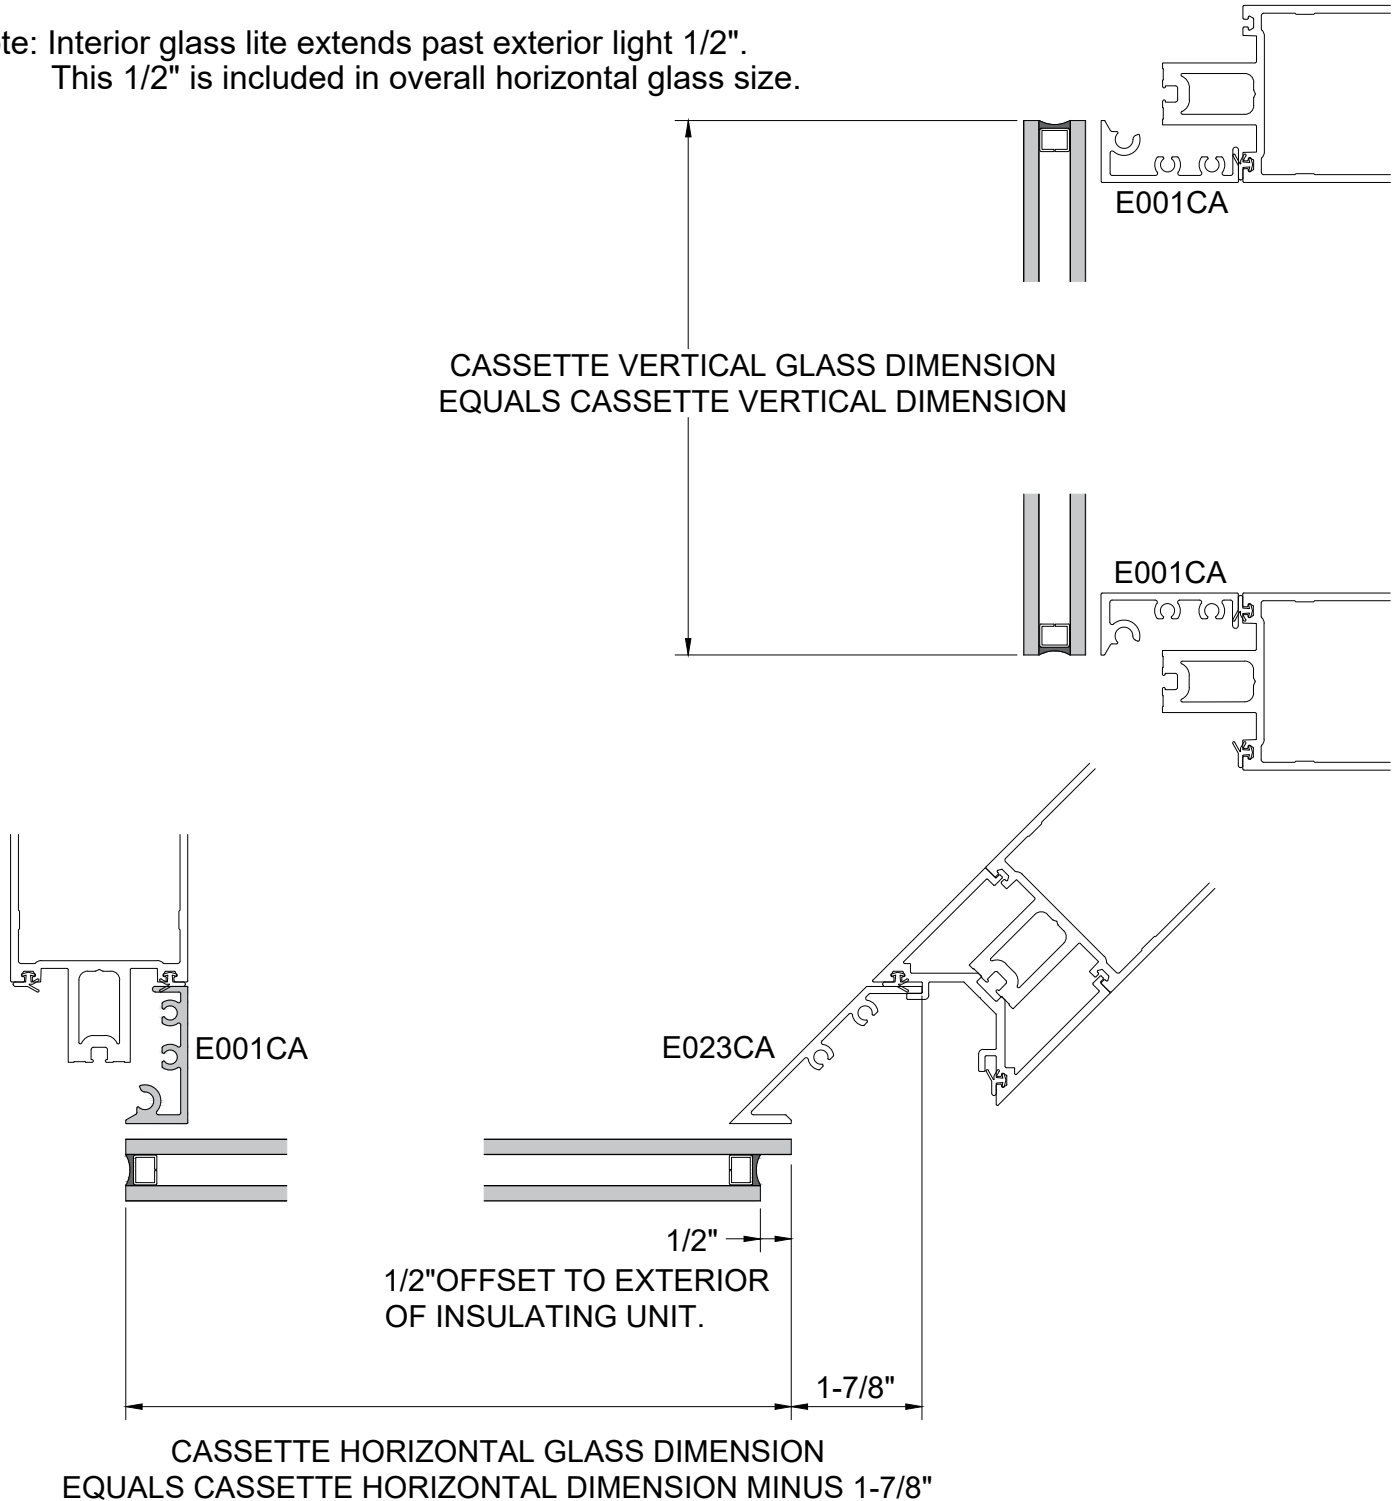 te: Interior glass lite extends past exterior light 1/2".
This 1/2" is included in overall horizontal glass size.
E001CA
CASSETTE VERTICAL GLASS DIMENSION
EQUALS CASSETTE VERTICAL DIMENSION
E001CA
E001CA
E023CA
1/2"
1/2"OFFSET TO EXTERIOR
OF INSULATING UNIT.
1-7/8"
CASSETTE HORIZONTAL GLASS DIMENSION
EQUALS CASSETTE HORIZONTAL DIMENSION MINUS 1-7/8"